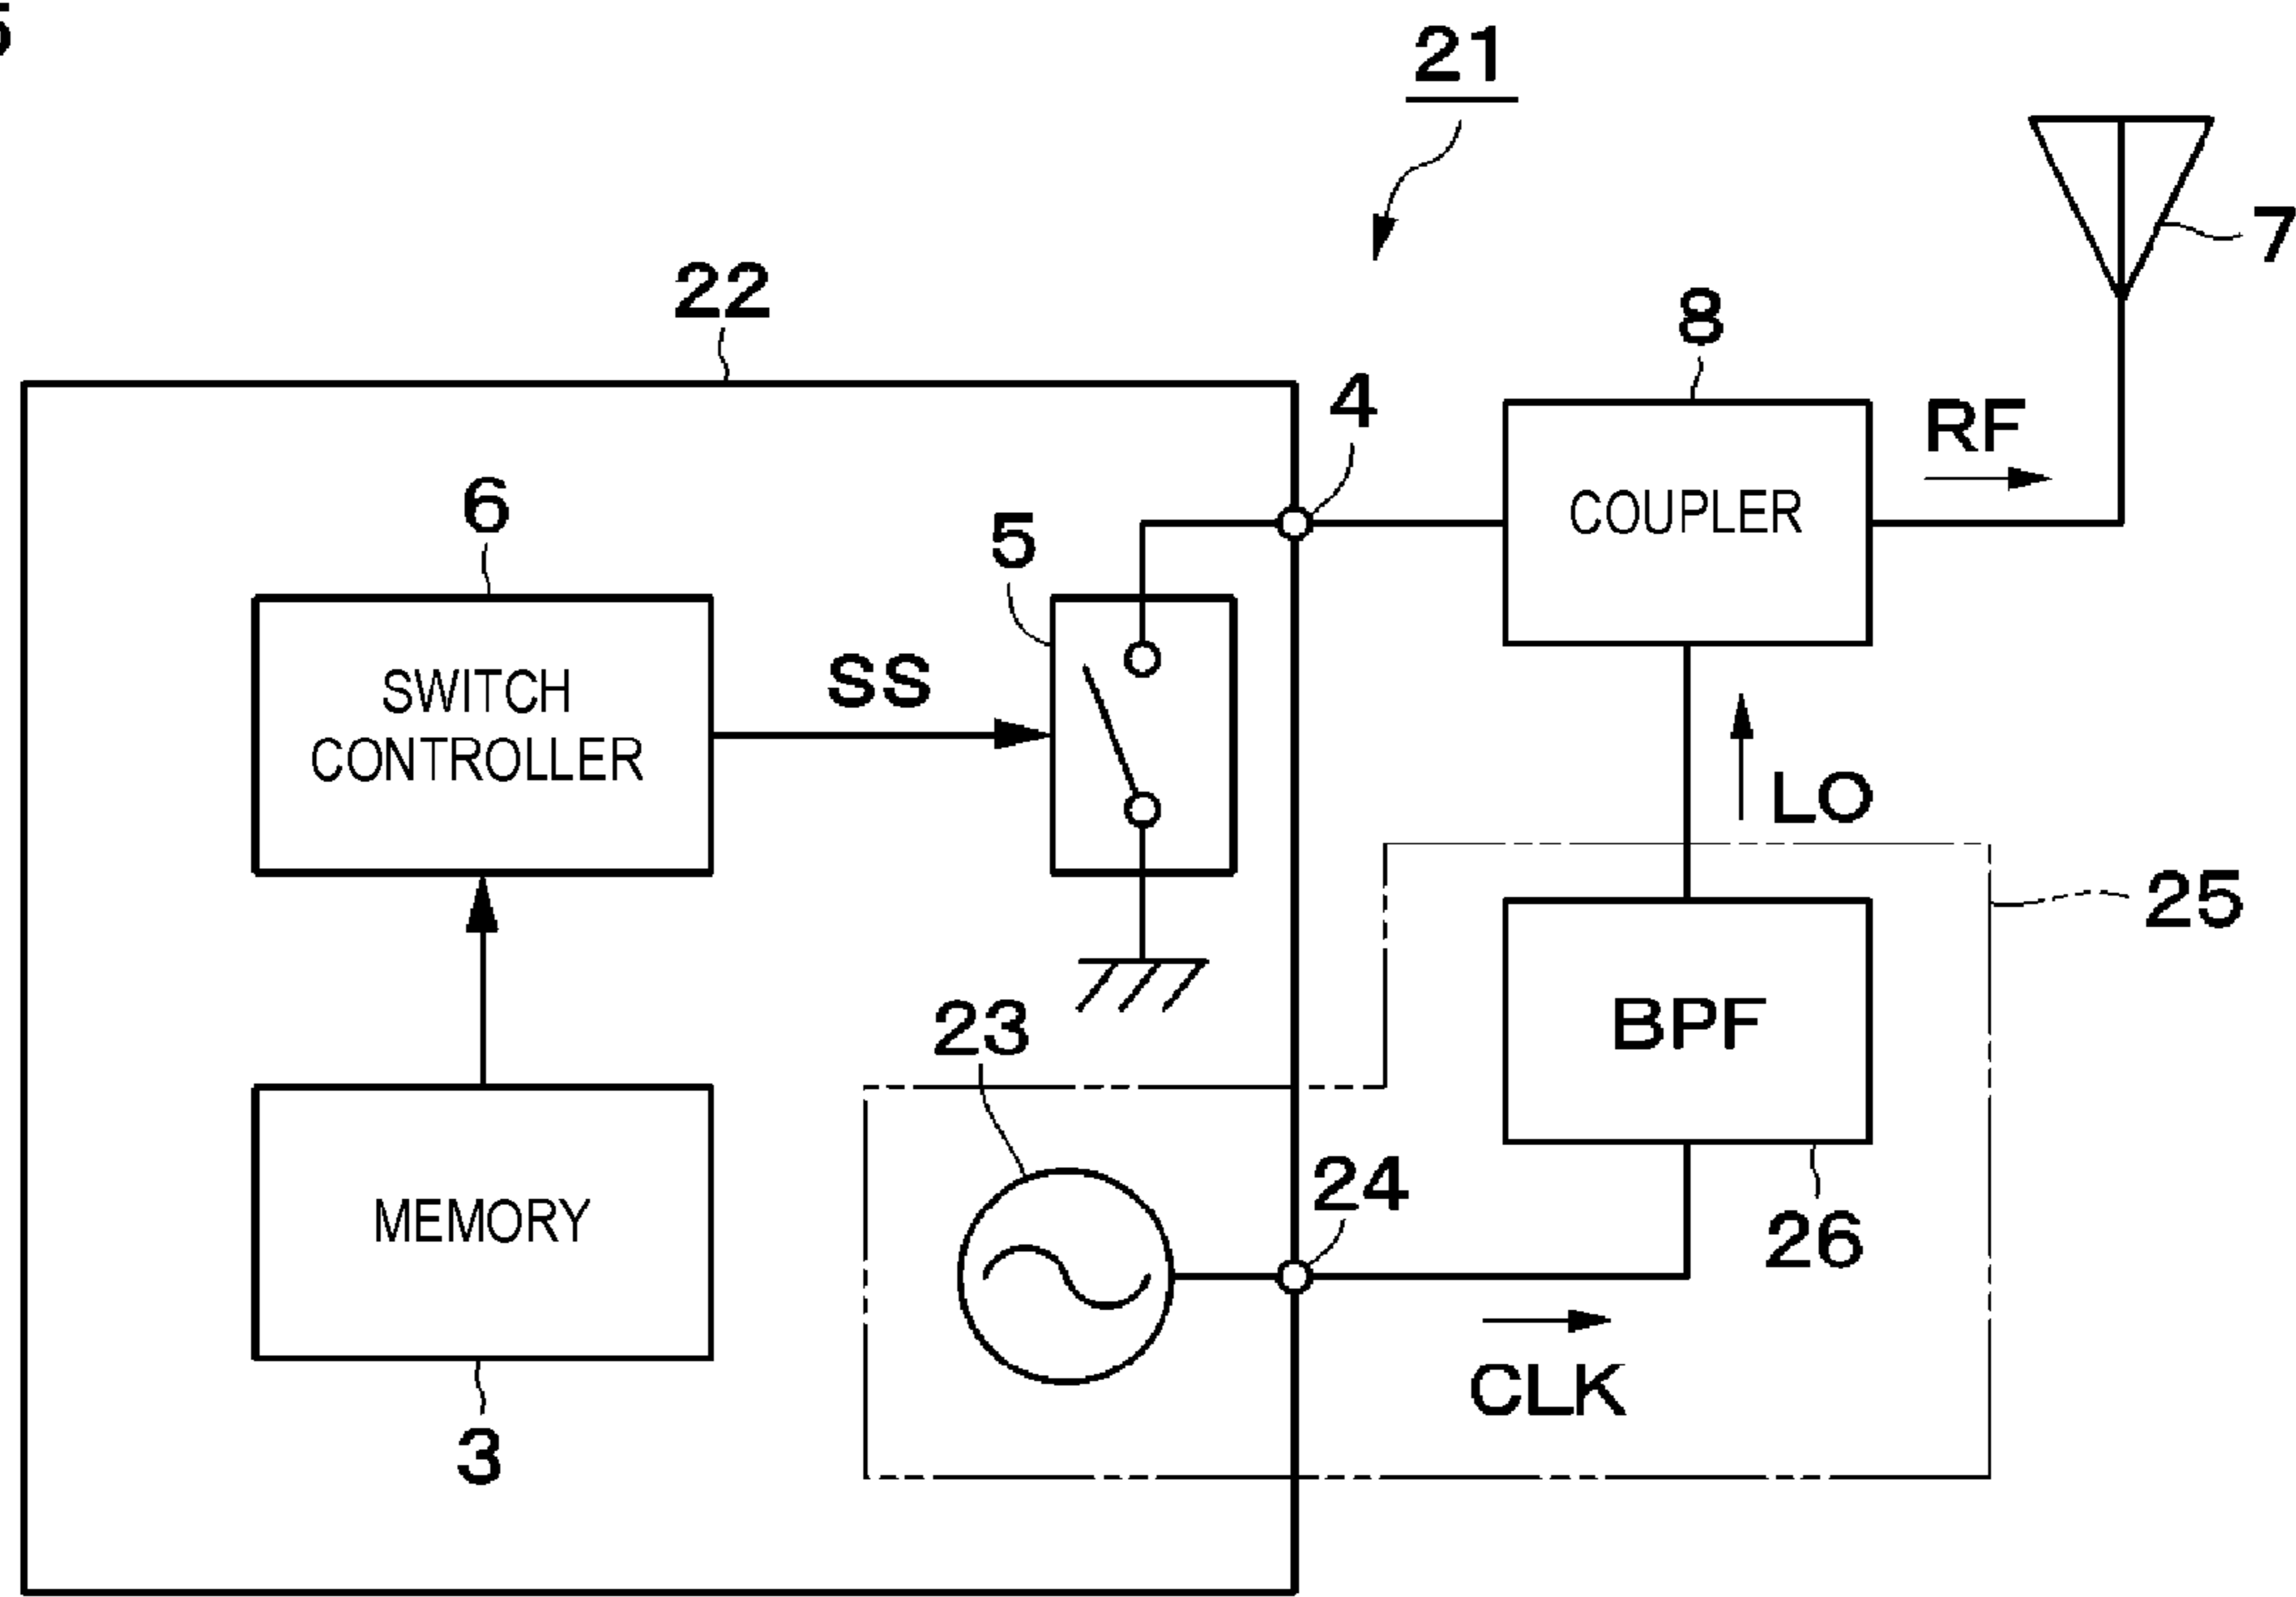 21
7
22
8
4
RF
6
5
COUPLER
SS
SWITCH
CONTROLLER
LO
25
23
BPF
24
MEMORY
26
CLK
3